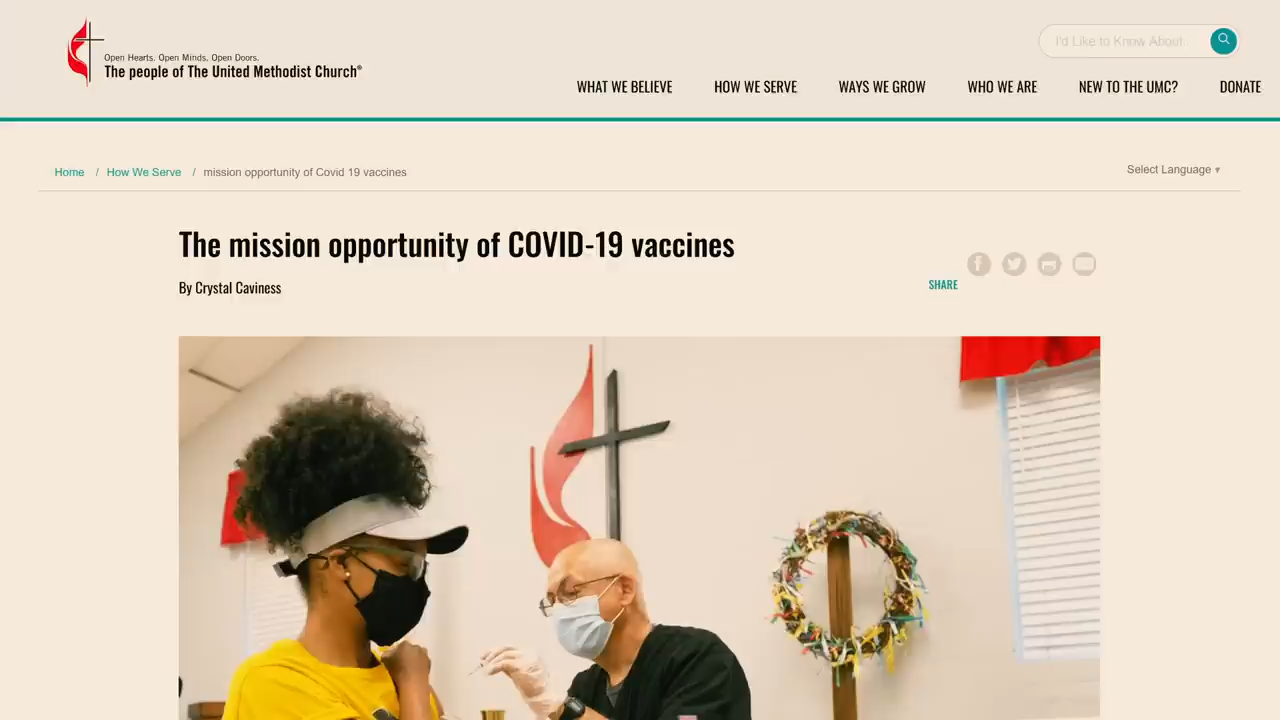 Open Hearts. Open Minds. Open Doors.
The people of The United Methodist Church®
I'd Like to Know About
WHAT WE BELIEVE
HOW WE SERVE
WAYS WE GROW
WHO WE ARE
NEW TO THE UMC?
DONATE
Home / How We Serve / mission opportunity of Covid 19 vaccines
Select Language ▼
The mission opportunity of COVID-19 vaccines
By Crystal Caviness
SHARE